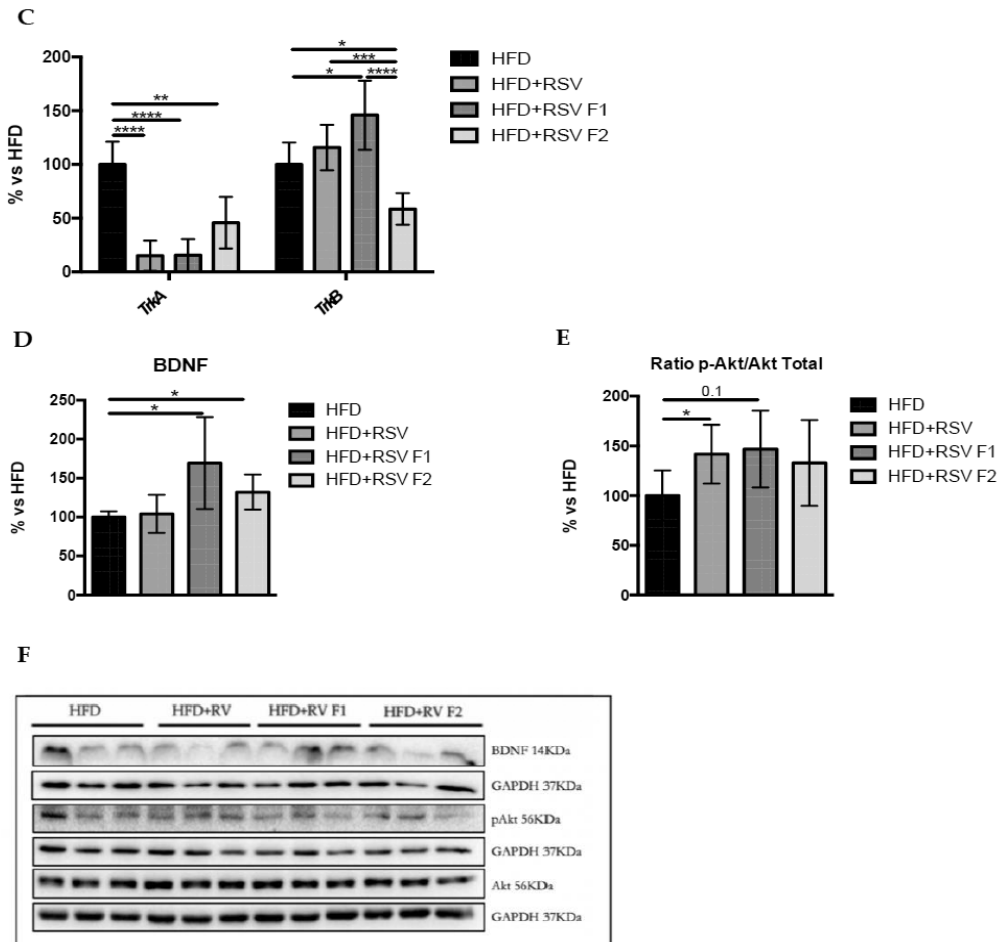 C
200
150
100
50
0
% vs HFD
**
****
****
*
***
*
****
TrkA
TrkB
HFD
HFD+RSV
HFD+RSV F1
HFD+RSV F2
D
BDNF
250
200
150
100
50
0
% vs HFD
*
*
HFD
HFD+RSV
HFD+RSV F1
HFD+RSV F2
E
Ratio p-Akt/Akt Total
200
150
100
50
0
% vs HFD
0.1
*
HFD
HFD+RSV
HFD+RSV F1
HFD+RSV F2
F
HFD HFD+RV HFD+RV F1 HFD+RV F2
BDNF 14KDa
GAPDH 37KDa
pAkt 56KDa
GAPDH 37KDa
Akt 56KDa
GAPDH 37KDa